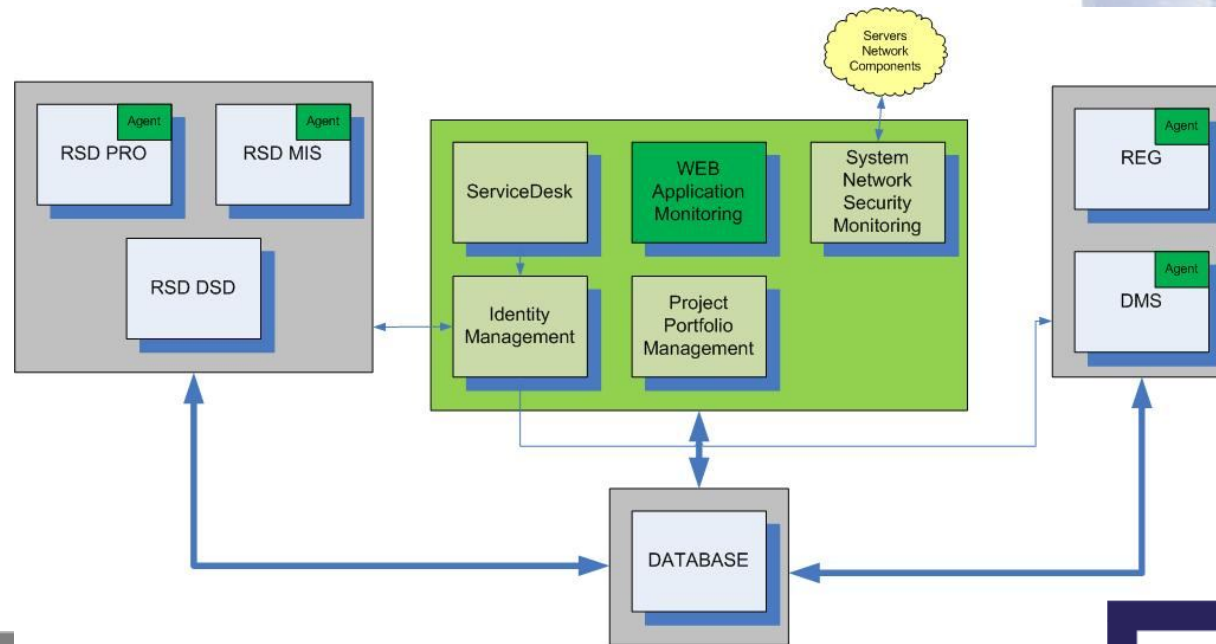 Servers
Network
Components
Agent
RSD PRO
Agent
RSD MIS
RSD DSD
ServiceDesk
WEB
Application
Monitoring
System
Network
Security
Monitoring
Identity
Management
Project
Portfolio
Management
Agent
REG
Agent
DMS
DATABASE